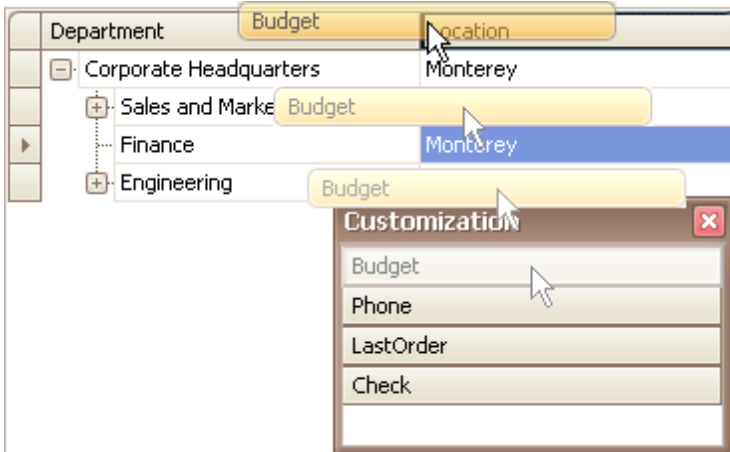 Department Budget Location
Corporate Headquarters Monterey
Sales and Marke Budget
Finance Monterey
Engineering Budget
Customization
Budget
Phone
LastOrder
Check